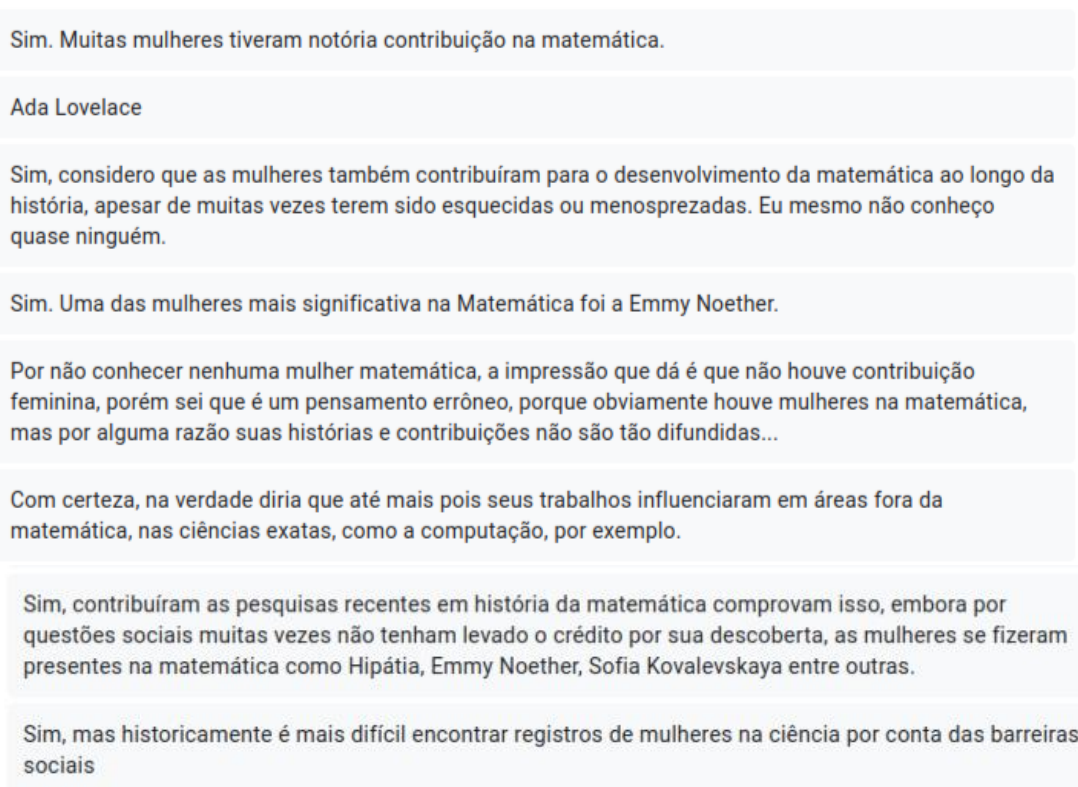 Sim. Muitas mulheres tiveram notória contribuição na matemática.
Ada Lovelace
Sim, considero que as mulheres também contribuíram para o desenvolvimento da matemática ao longo da
história, apesar de muitas vezes terem sido esquecidas ou menosprezadas. Eu mesmo não conheço
quase ninguém.
Sim. Uma das mulheres mais significativa na Matemática foi a Emmy Noether.
Por não conhecer nenhuma mulher matemática, a impressão que dá é que não houve contribuição
feminina, porém sei que é um pensamento errôneo, porque obviamente houve mulheres na matemática,
mas por alguma razão suas histórias e contribuições não são tão difundidas...
Com certeza, na verdade diria que até mais pois seus trabalhos influenciaram em áreas fora da
matemática, nas ciências exatas, como a computação, por exemplo.
Sim, contribuíram as pesquisas recentes em história da matemática comprovam isso, embora por
questões sociais muitas vezes não tenham levado o crédito por sua descoberta, as mulheres se fizeram
presentes na matemática como Hipátia, Emmy Noether, Sofia Kovalevskaya entre outras.
Sim, mas historicamente é mais difícil encontrar registros de mulheres na ciência por conta das barreiras
sociais